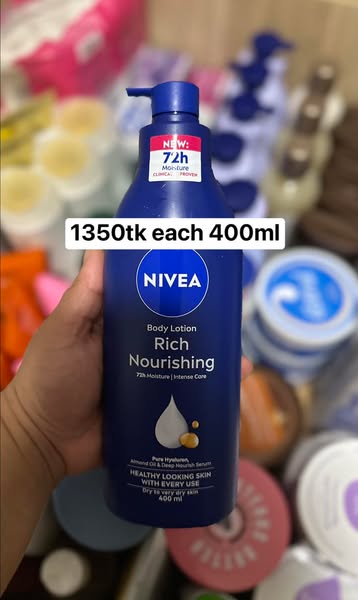 NEW:
72h
Moisture
CLINICALLY PROVEN
1350tk each 400ml
NIVEA
Body Lotion
Rich
Nourishing
72h Moisture | Intense Care
Pure Hyaluron,
Almond Oil & Deep Nourish Serum
HEALTHY LOOKING SKIN
WITH EVERY USE
Dry to very dry skin
400 ml